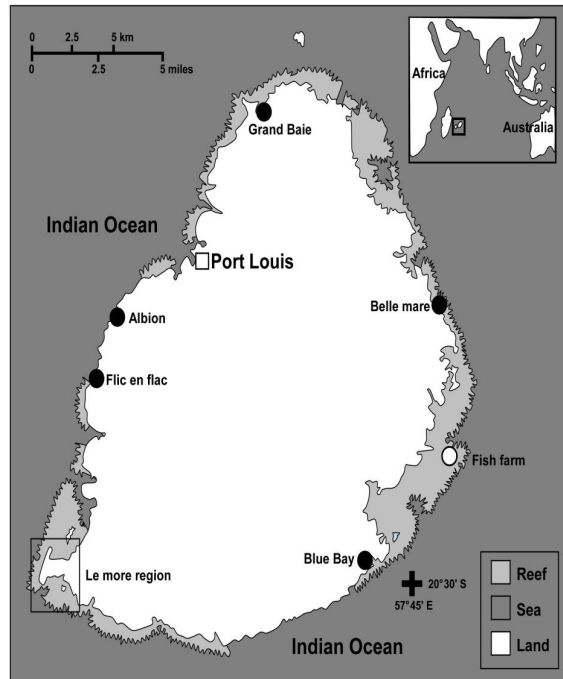 0 2.5 5 km
0 2.5 5 miles
Africa
Australia
Grand Baie
Indian Ocean
Port Louis
Belle mare
Albion
Flic en flac
Fish farm
Blue Bay
20°30' S
57°45' E
Le more region
Reef
Sea
Land
Indian Ocean